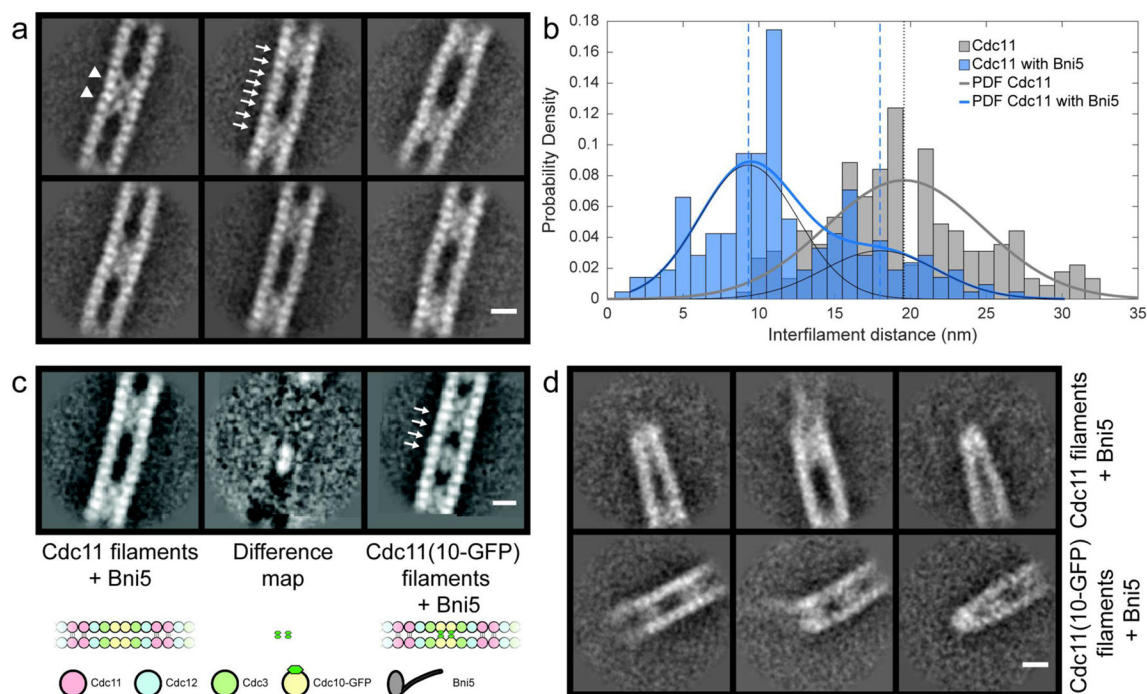 a
b
0.18
0.16
0.14
0.12
0.1
0.08
0.06
0.04
0.02
0
Probability Density
0 5 10 15 20 25 30 35
Interfilament distance (nm)
Cdc11
Cdc11 with Bni5
PDF Cdc11
PDF Cdc11 with Bni5
c
Cdc11 filaments
+ Bni5
Difference
map
Cdc11(10-GFP)
filaments
+ Bni5
Cdc11 Cdc12 Cdc3 Cdc10-GFP Bni5
d
Cdc11 filaments
+ Bni5
Cdc11(10-GFP)
filaments
+ Bni5